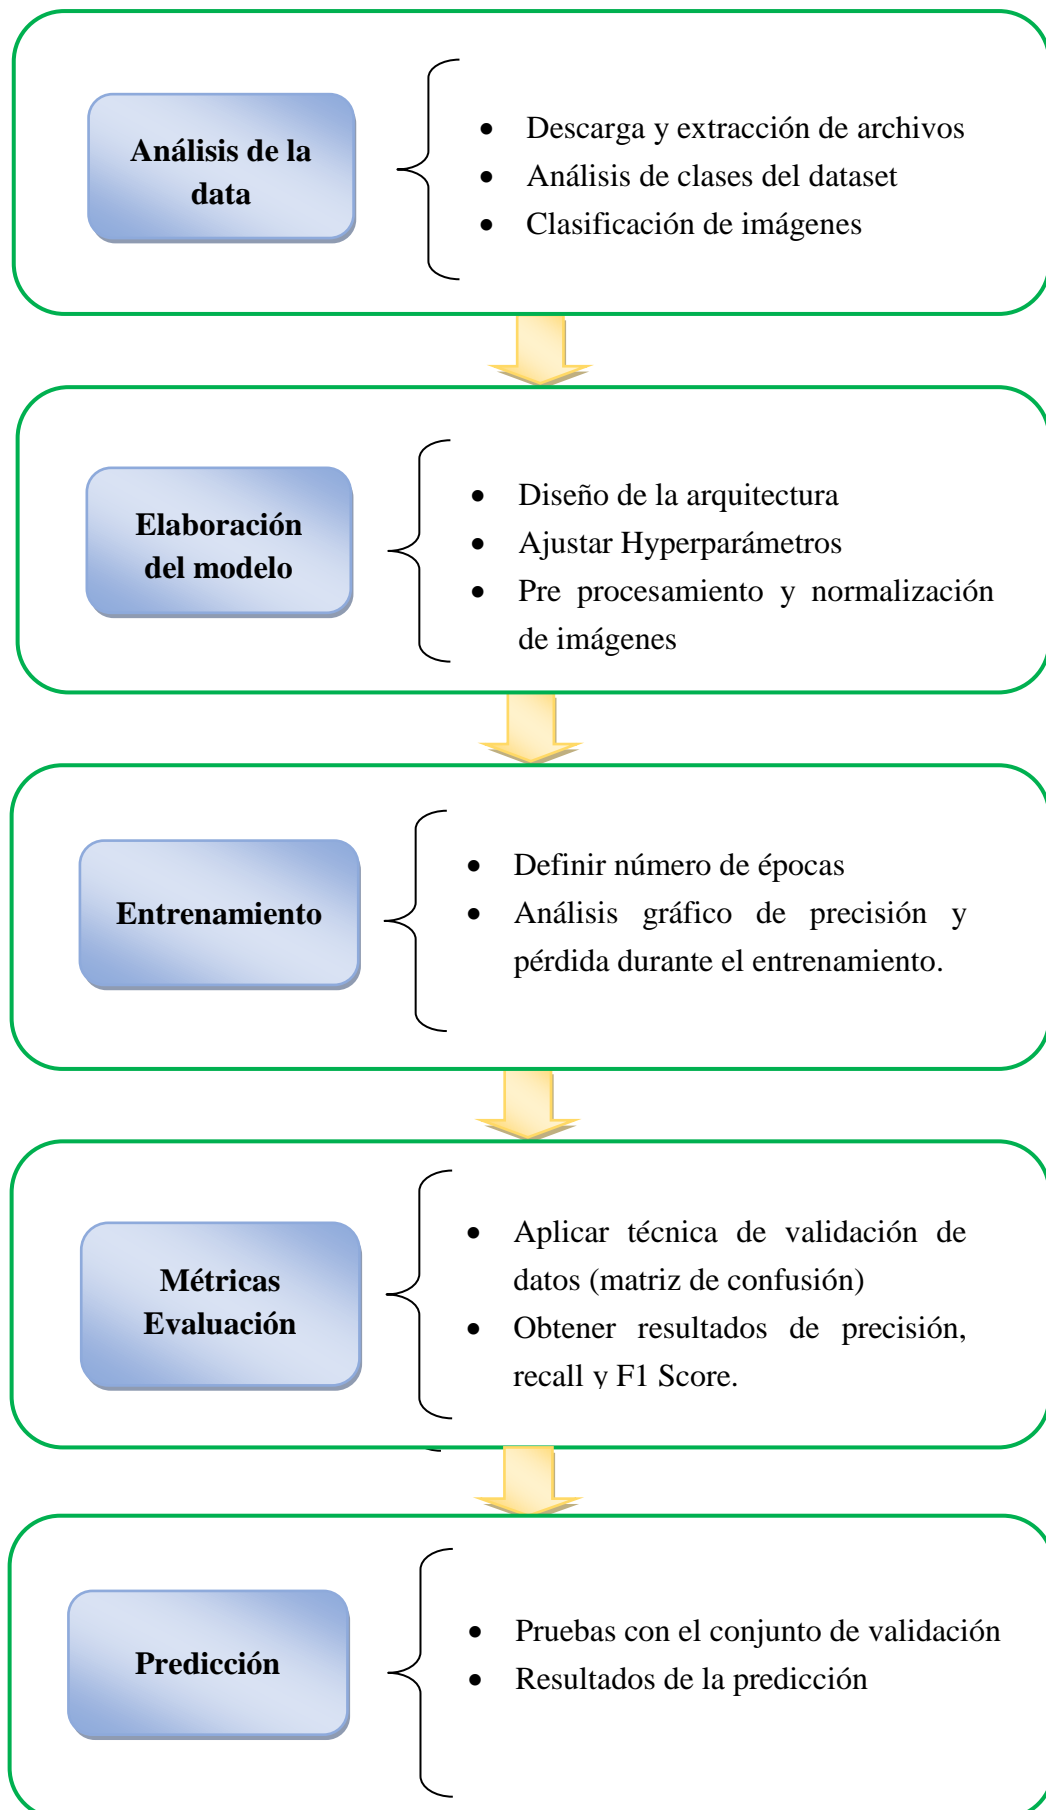 Análisis de la
data
• Descarga y extracción de archivos
• Análisis de clases del dataset
• Clasificación de imágenes
Elaboración
del modelo
• Diseño de la arquitectura
• Ajustar Hyperparámetros
• Pre procesamiento y normalización
de imágenes
Entrenamiento
• Definir número de épocas
• Análisis gráfico de precisión y
pérdida durante el entrenamiento.
Métricas
Evaluación
• Aplicar técnica de validación de
datos (matriz de confusión)
• Obtener resultados de precisión,
recall y F1 Score.
Predicción
• Pruebas con el conjunto de validación
• Resultados de la predicción